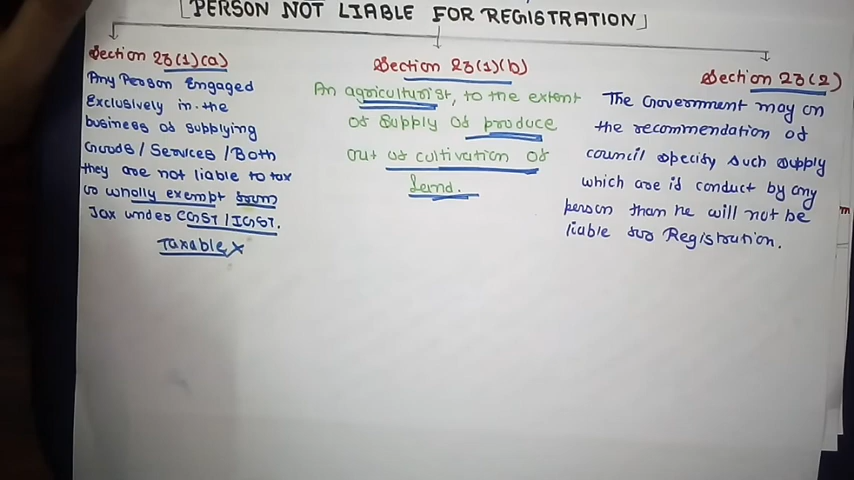 [PERSON NOT LIABLE FOR REGISTRATION]
Section 23(1)(a)
Any Person Engaged
Exclusively in the
business of supplying
Goods/Services/Both
they are not liable to tax
or wholly exempt from
Tax under CGST/IGST.
Taxable x
Section 23(1)(b)
An agriculturist, to the extent
of supply of produce
out of cultivation of
land.
Section 23(2)
The Government may on
the recommendation of
council specify such supply
which are if conduct by any
person than he will not be
liable for Registration.
m